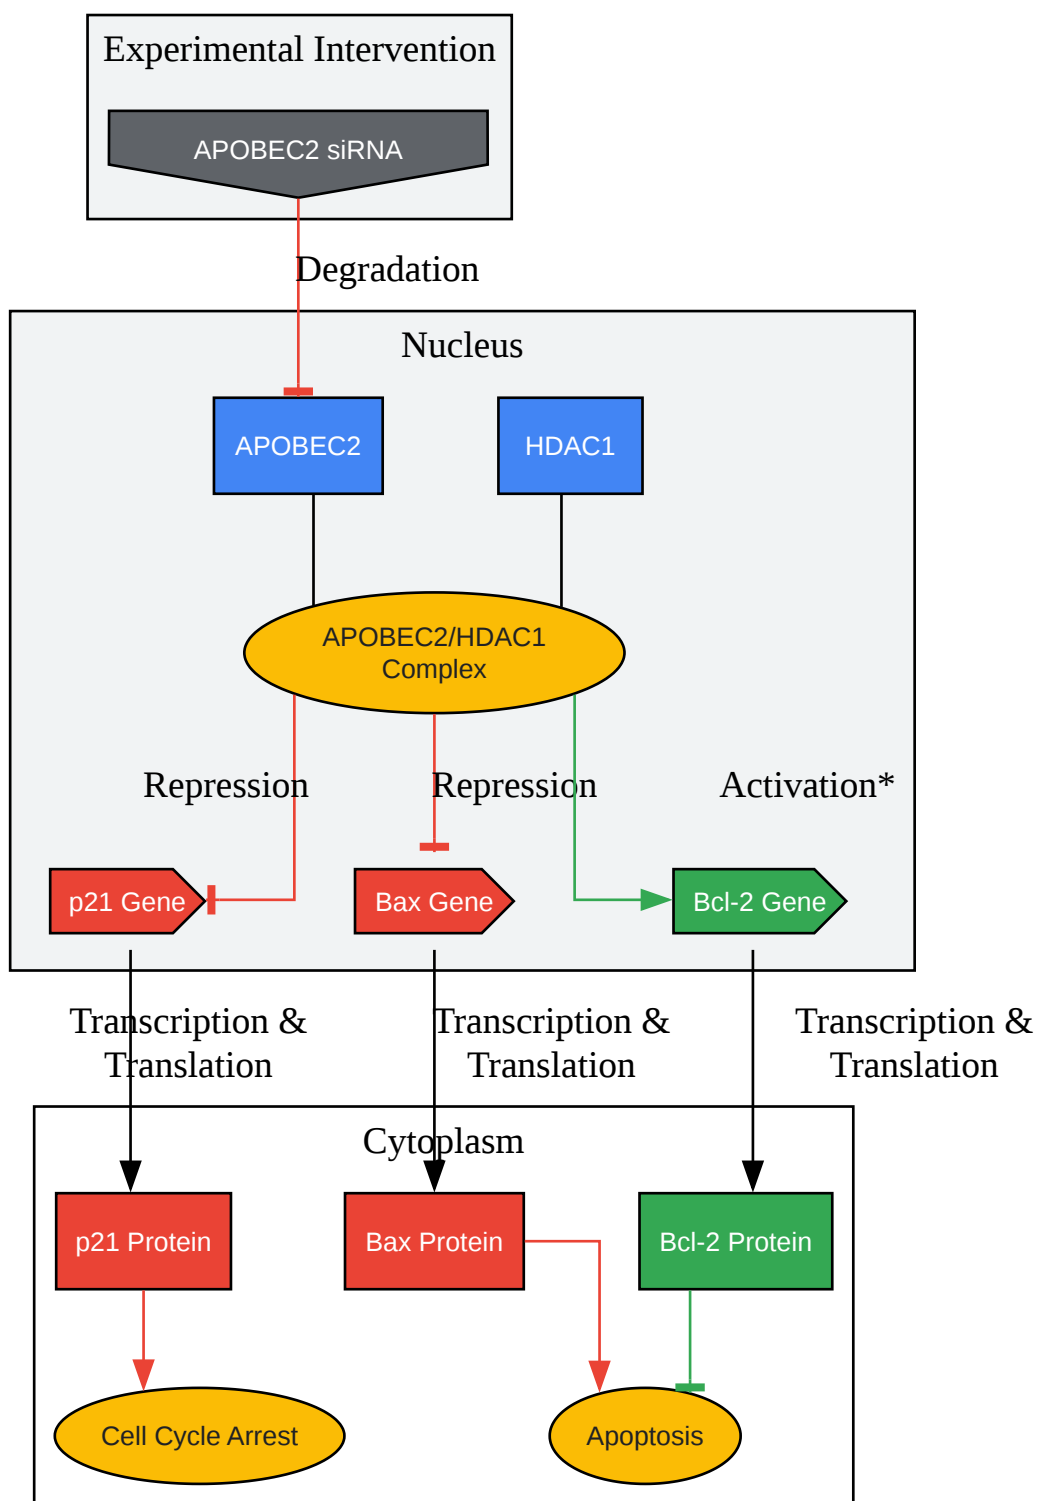 Experimental Intervention
APOBEC2 siRNA
Degradation
Nucleus
APOBEC2
HDAC1
APOBEC2/HDAC1
Complex
Repression
Repression
Activation*
p21 Gene
Bax Gene
Bcl-2 Gene
Transcription &
Translation
Transcription &
Translation
Transcription &
Translation
Cytoplasm
p21 Protein
Bax Protein
Bcl-2 Protein
Cell Cycle Arrest
Apoptosis